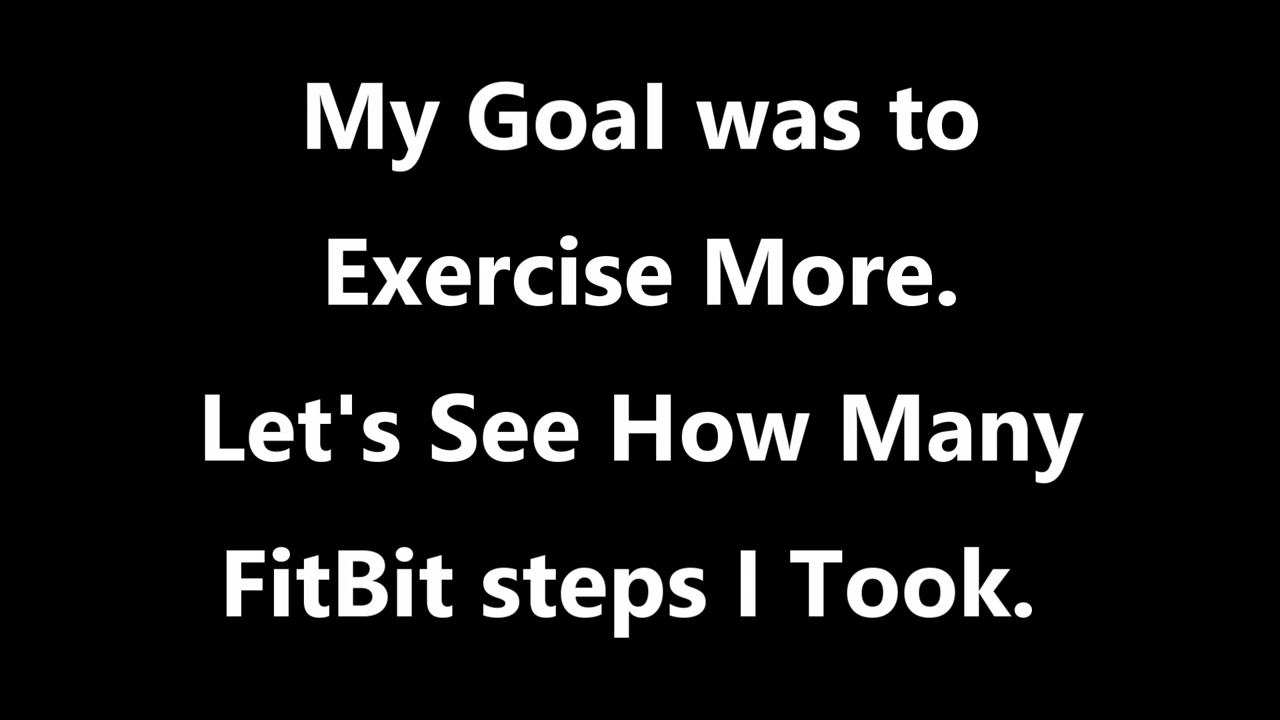 My Goal was to
Exercise More.
Let's See How Many
FitBit steps I Took.